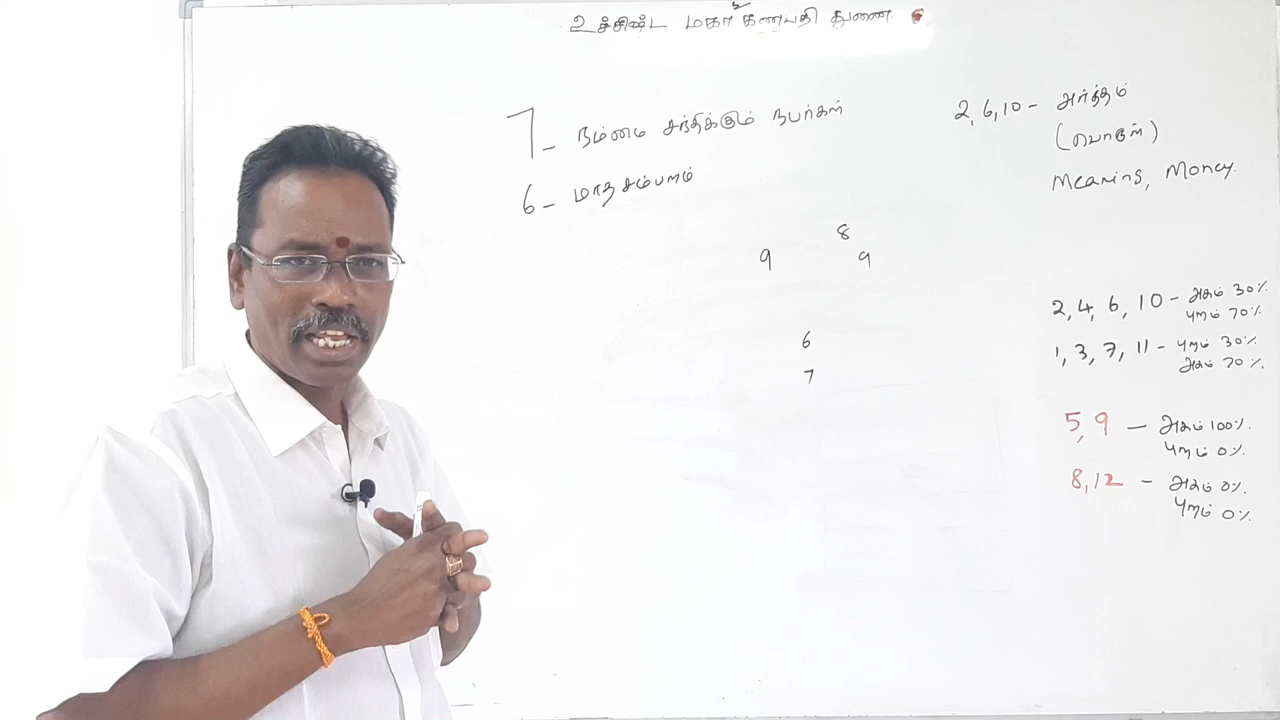 உச்சிஷ்ட மகா கணபதி துணை
7 - நம்மை சந்திக்கும் நபர்கள்
6 - மாத சம்பளம்
2, 6, 10 - அர்த்தம்
(பொருள்)
Meaning, Money.
8
9 9
6
7
2, 4, 6, 10 - அகம் 30%.
புறம் 70%.
1, 3, 7, 11 - புறம் 30%.
அகம் 70%.
5, 9 - அகம் 100%.
புறம் 0%.
8, 12 - அகம் 0%.
புறம் 0%.